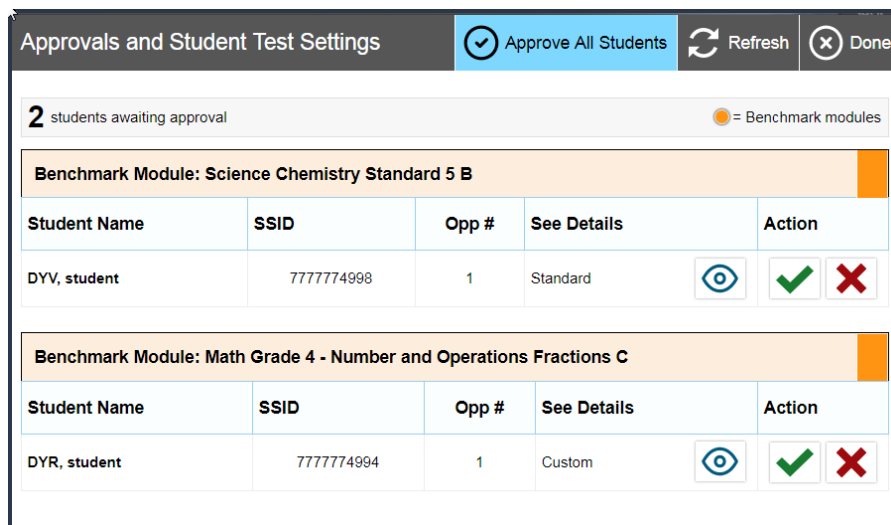 Approvals and Student Test Settings Approve All Students Refresh Done
2 students awaiting approval = Benchmark modules
Benchmark Module: Science Chemistry Standard 5 B
Student Name SSID Opp # See Details Action
DYV, student 7777774998 1 Standard
Benchmark Module: Math Grade 4 - Number and Operations Fractions C
Student Name SSID Opp # See Details Action
DYR, student 7777774994 1 Custom